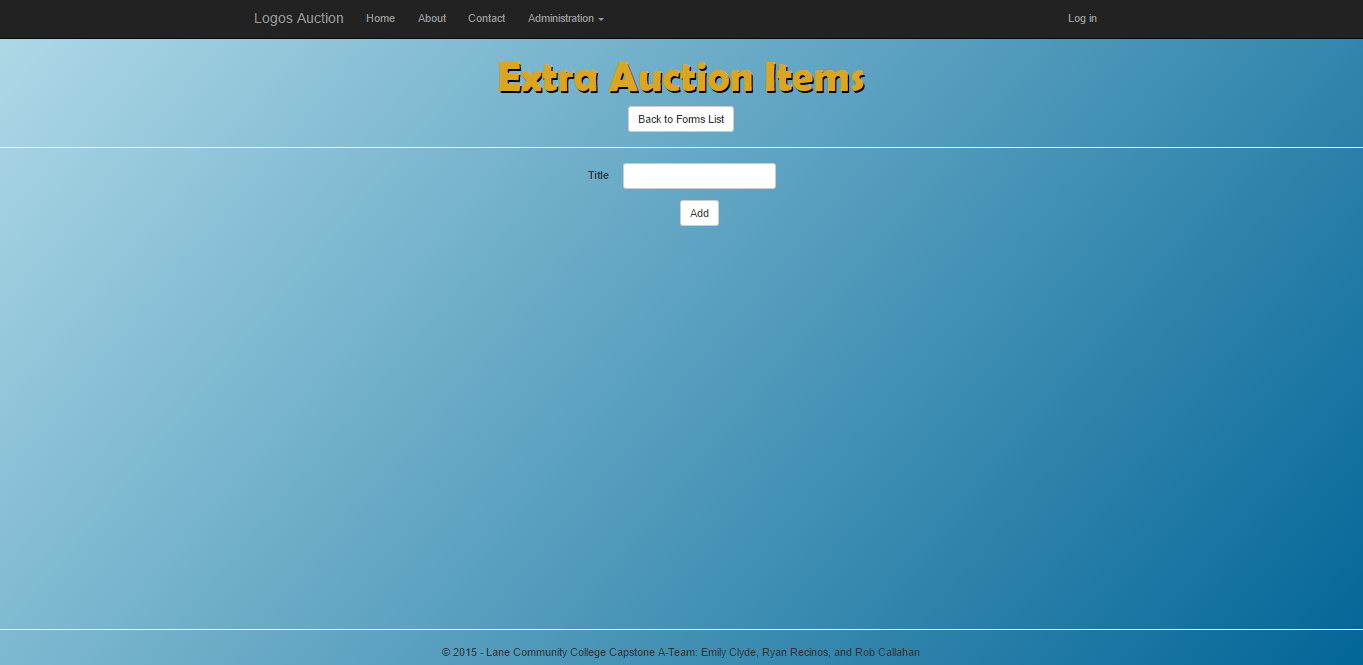 Logos Auction Home About Contact Administration Log in
Extra Auction Items
Back to Forms List
Title
Add
© 2015 - Lane Community College Capstone A-Team: Emily Clyde, Ryan Recinos, and Rob Callahan